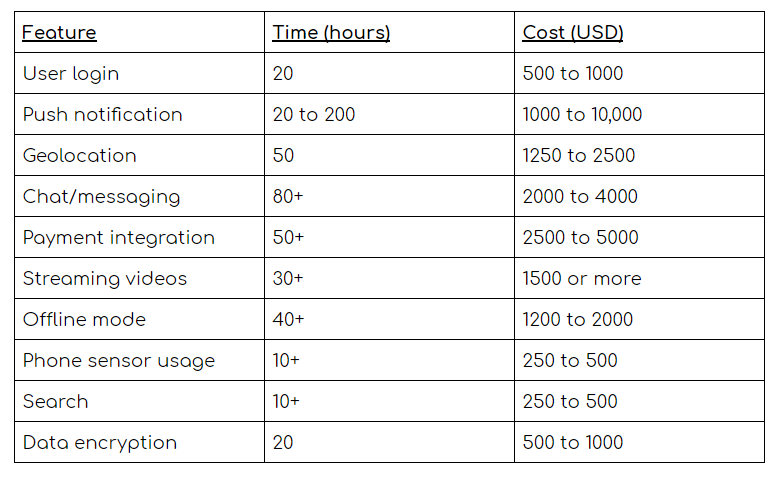 Feature Time (hours) Cost (USD)
User login 20 500 to 1000
Push notification 20 to 200 1000 to 10,000
Geolocation 50 1250 to 2500
Chat/messaging 80+ 2000 to 4000
Payment integration 50+ 2500 to 5000
Streaming videos 30+ 1500 or more
Offline mode 40+ 1200 to 2000
Phone sensor usage 10+ 250 to 500
Search 10+ 250 to 500
Data encryption 20 500 to 1000